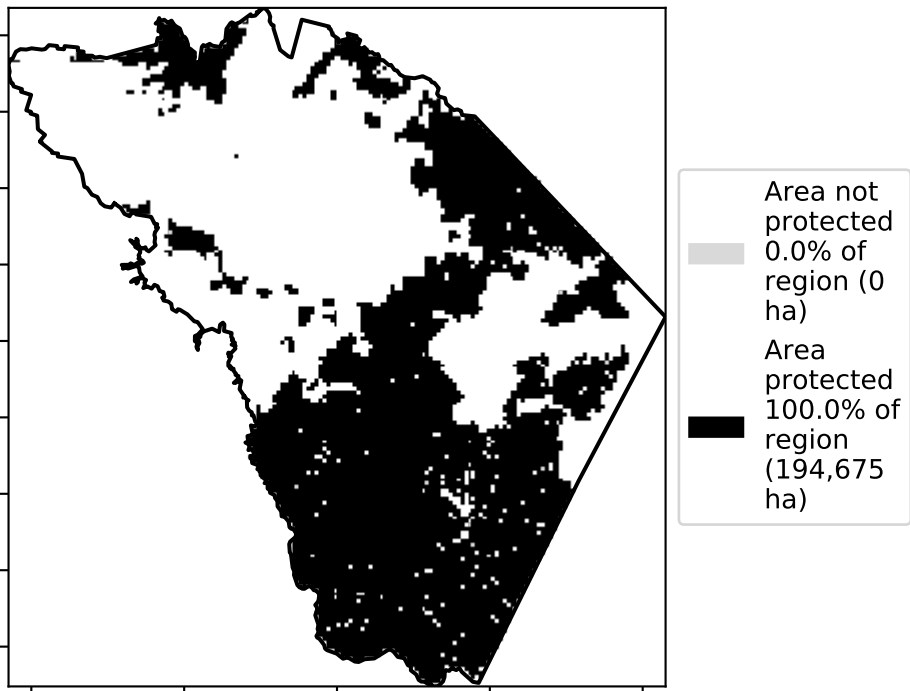 Area not
protected
0.0% of
region (0
ha)
Area
protected
100.0% of
region
(194,675
ha)